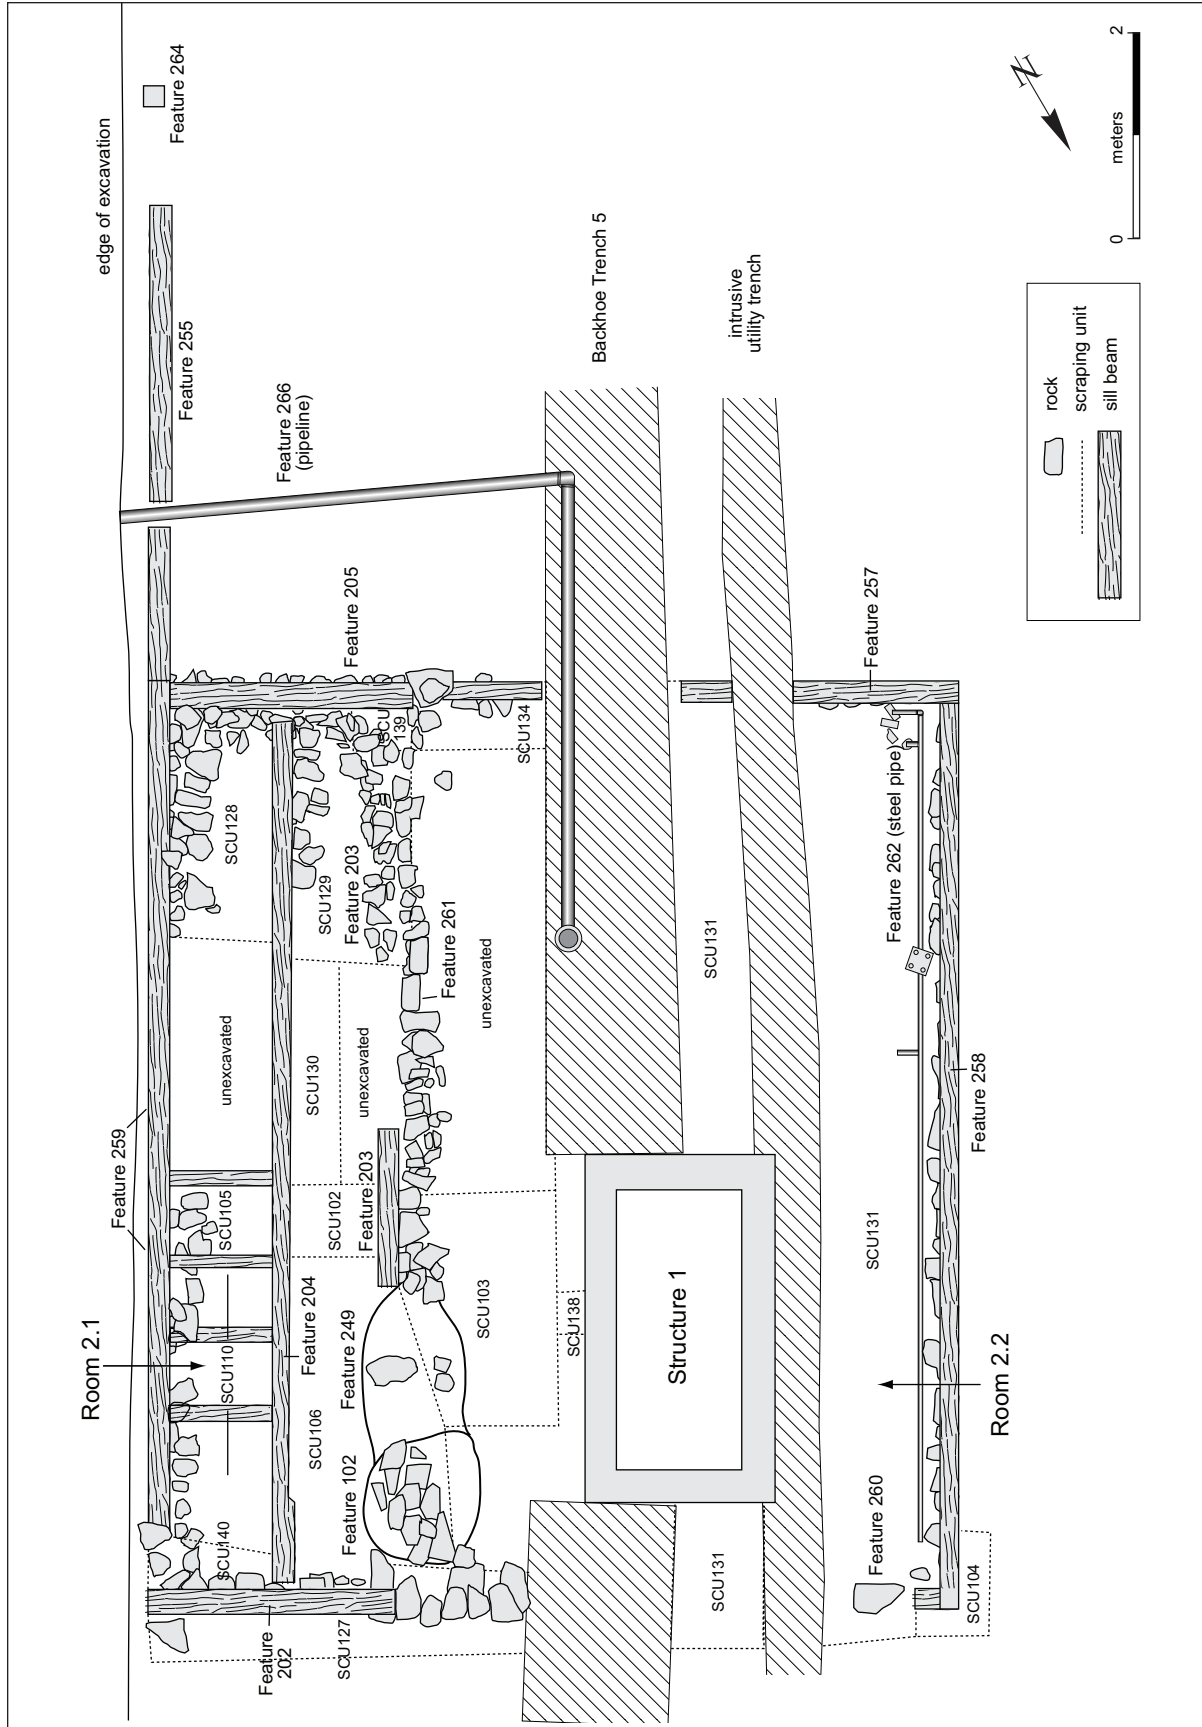 edge of excavation
Feature 264
Feature 255
Feature 266
(pipeline)
Backhoe Trench 5
intrusive
utility trench
N
0
meters
2
rock
scraping unit
sill beam
Feature 205
Feature 257
SCU128
SCU129
Feature 203
SCU
139
SCU134
Feature 261
unexcavated
unexcavated
SCU130
unexcavated
SCU131
Feature 262 (steel pipe)
Feature 259
SCU105
SCU102
Feature 203
Feature 258
Room 2.1
SCU110
Feature 204
SCU106
Feature 249
SCU103
SCU138
Structure 1
SCU131
Room 2.2
Feature 102
SCU140
Feature 260
SCU131
SCU104
Feature
202
SCU127